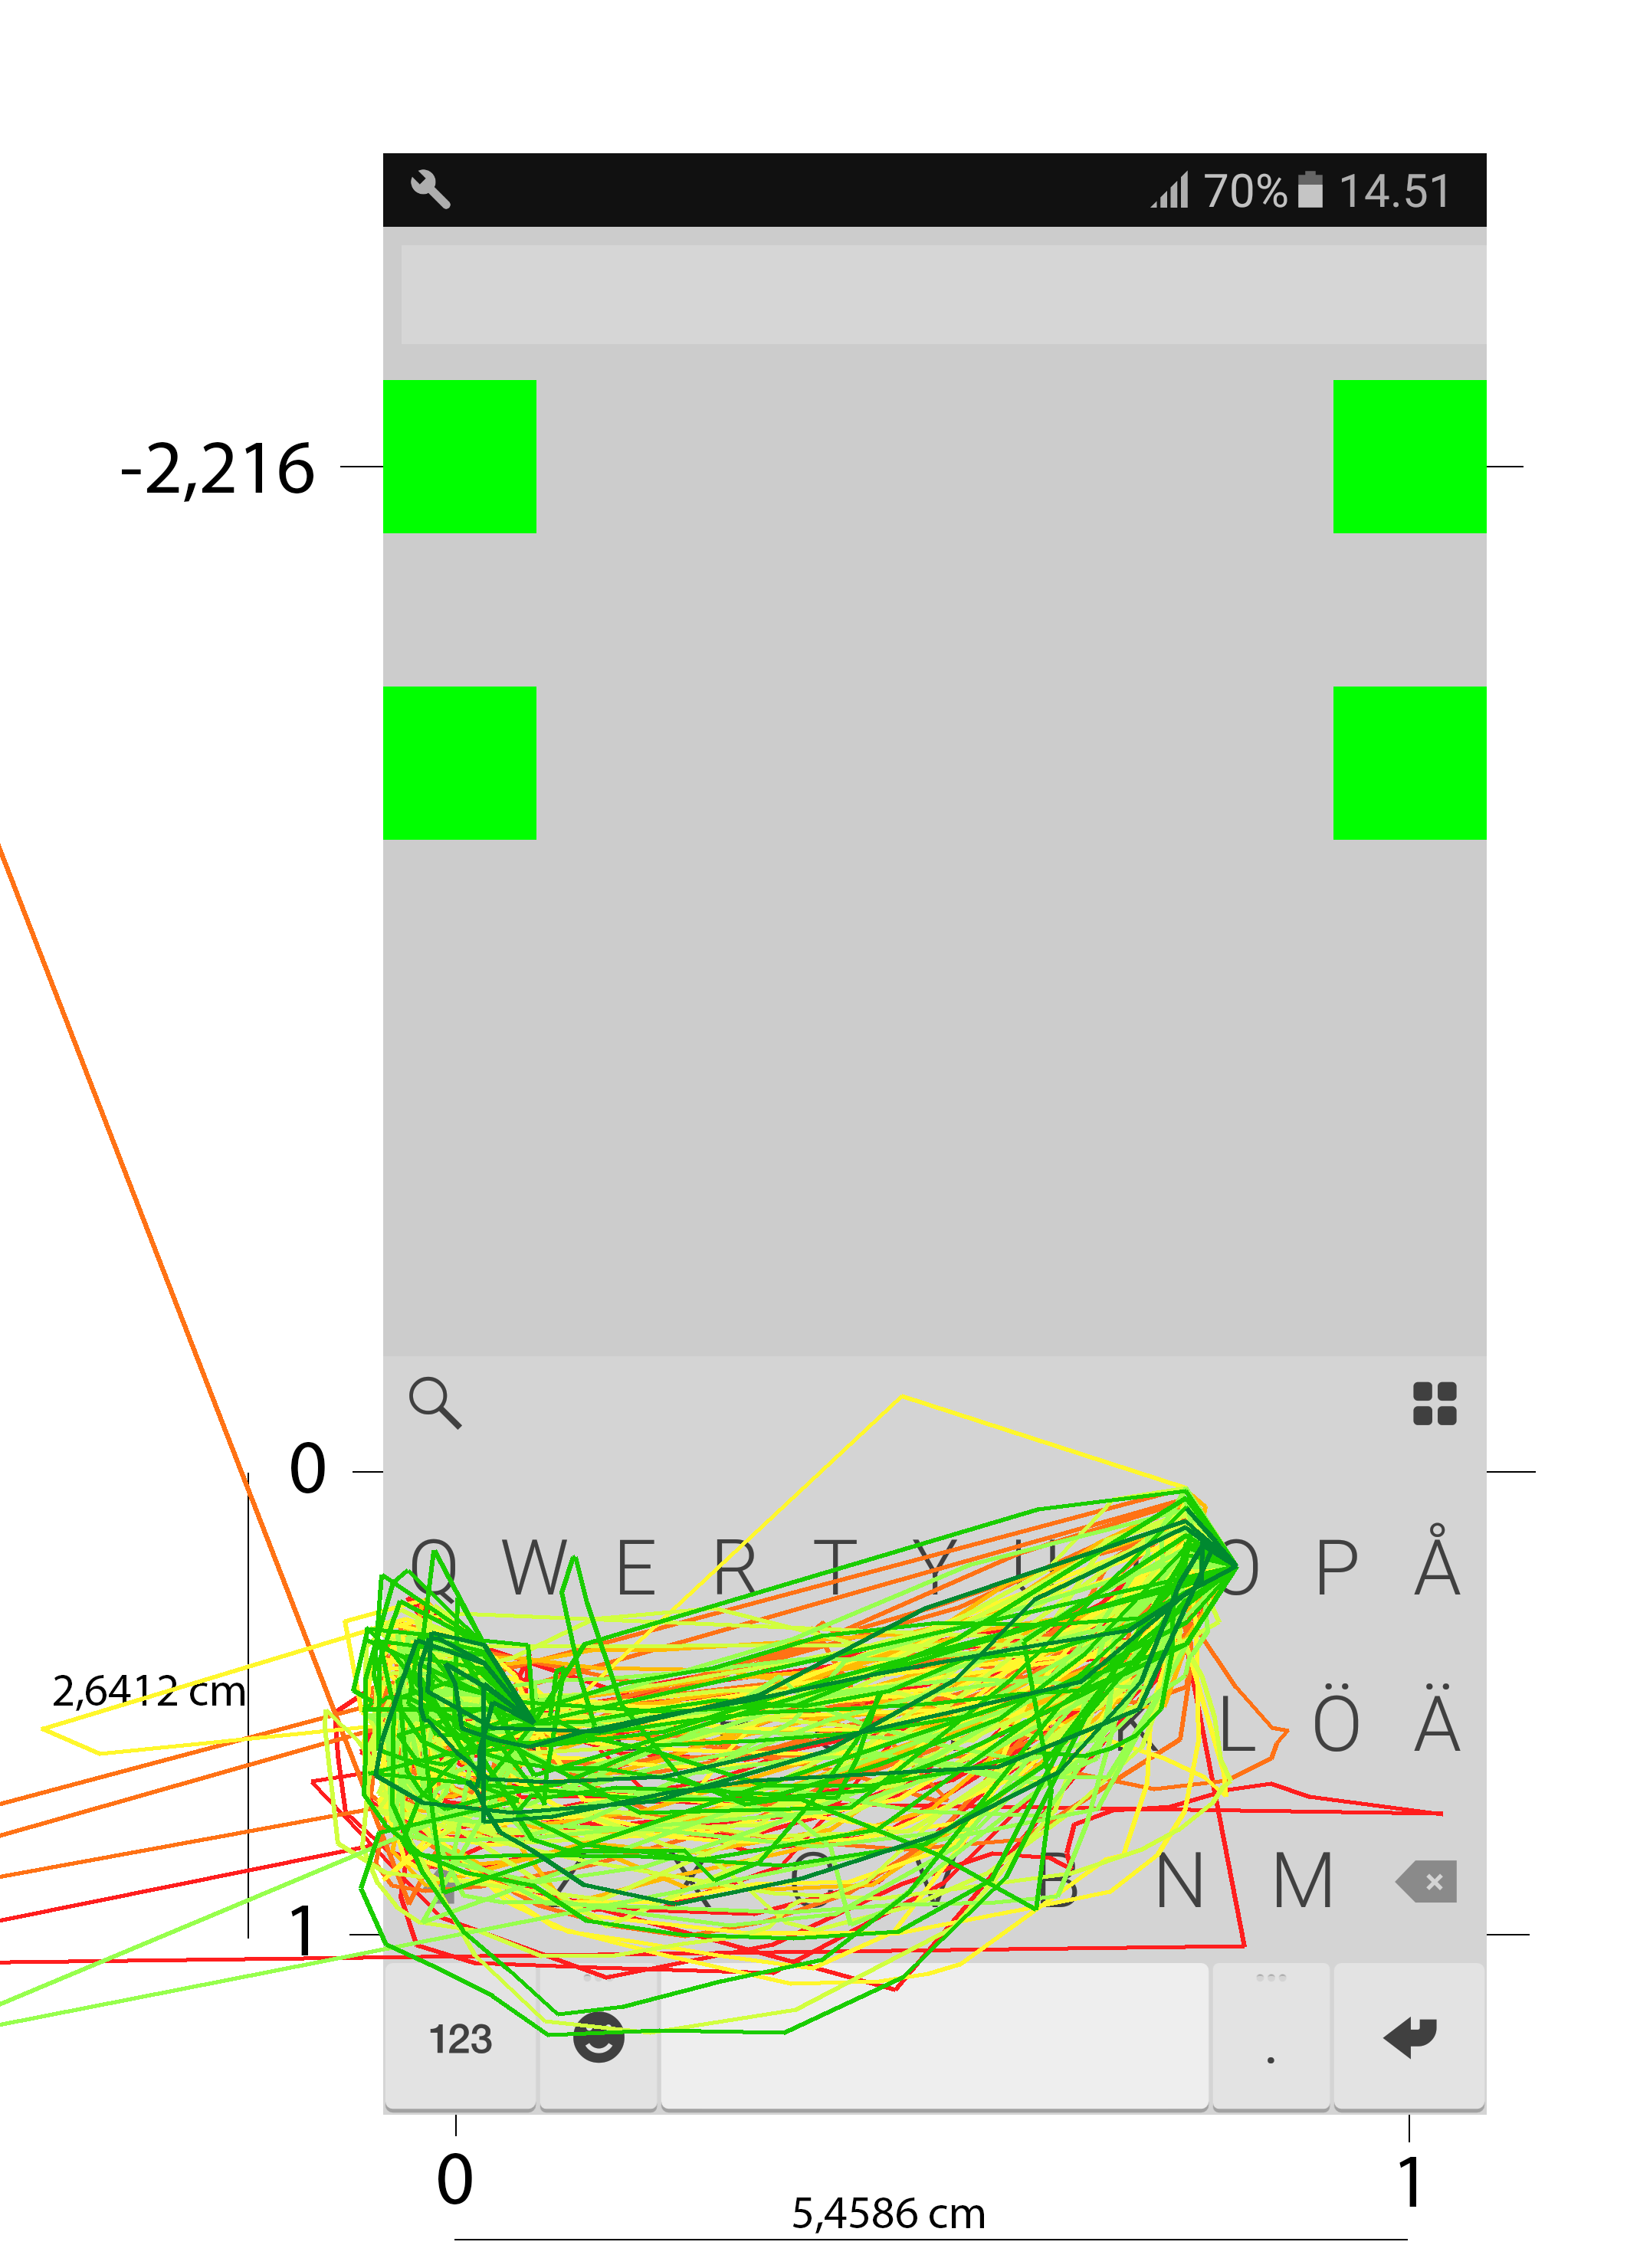 70% 14.51
-2,216
0
Q W E R T Y U O P Å
2,6412 cm
K L Ö Ä
X C V B N M
1
123
.
0 1
5,4586 cm